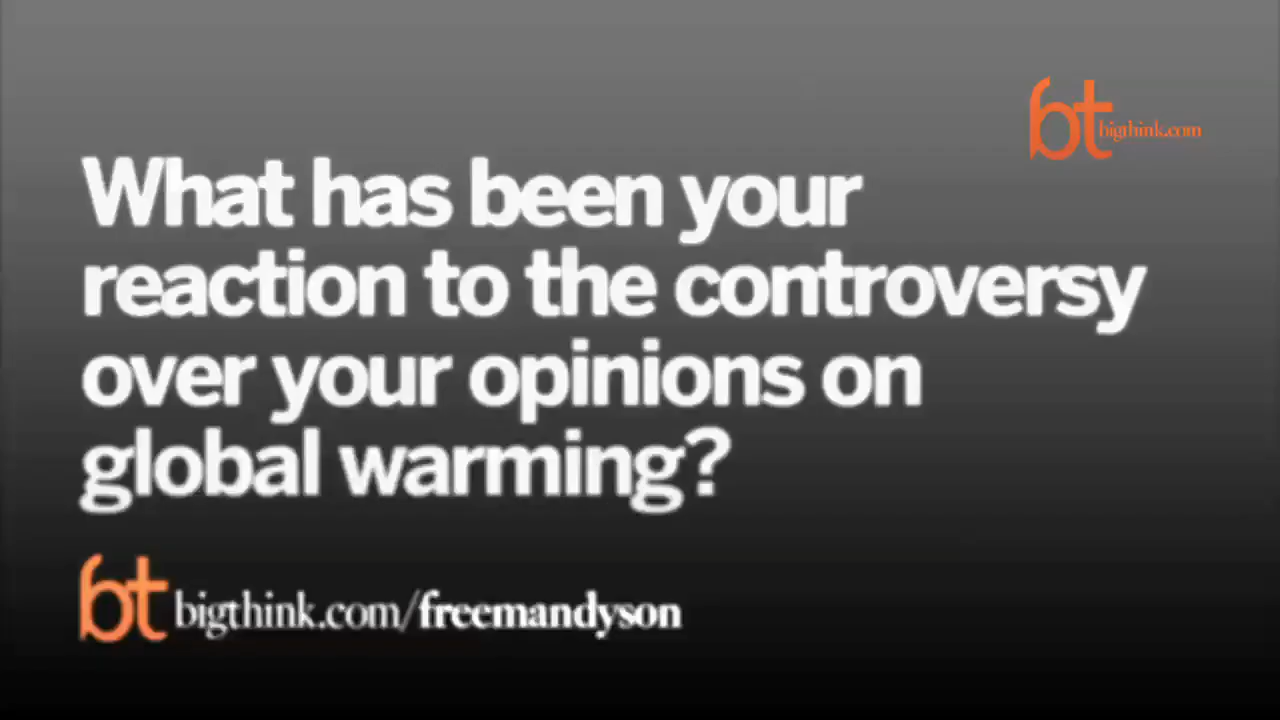 bt bigthink.com
What has been your
reaction to the controversy
over your opinions on
global warming?
bt bigthink.com/freemandyson